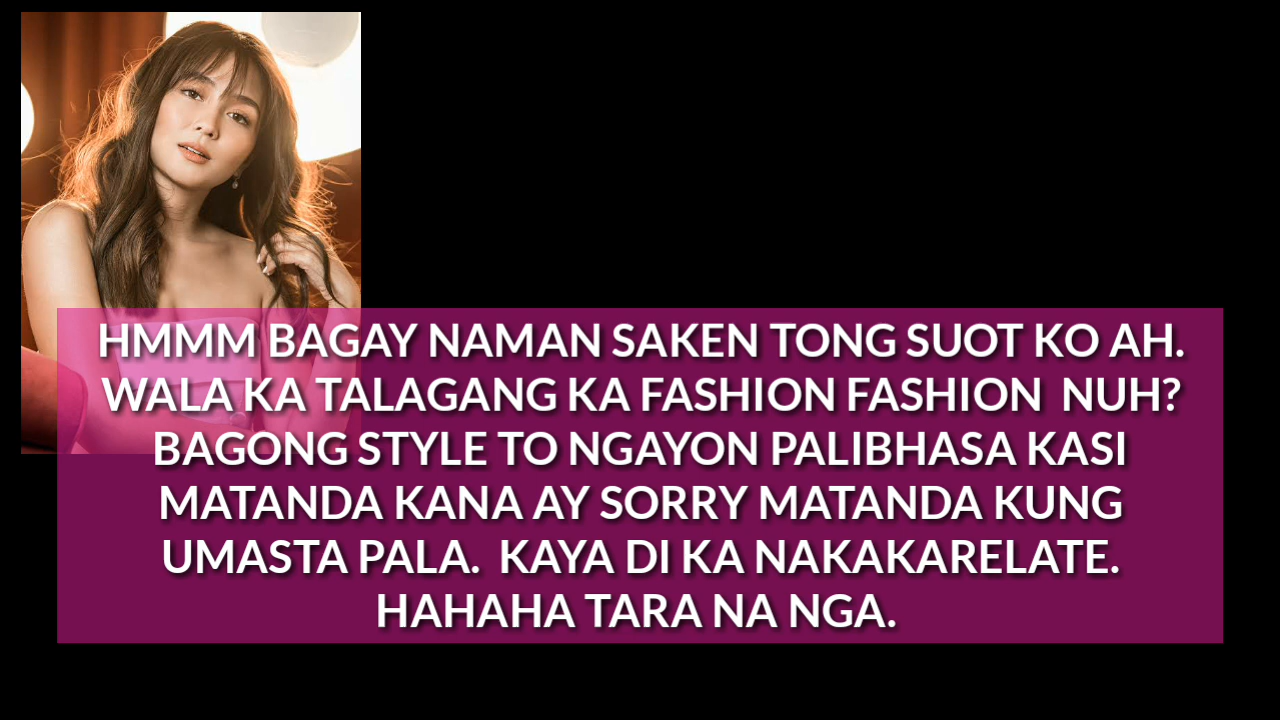 HMMM BAGAY NAMAN SAKEN TONG SUOT KO AH.
WALA KA TALAGANG KA FASHION FASHION  NUH?
BAGONG STYLE TO NGAYON PALIBHASA KASI
MATANDA KANA AY SORRY MATANDA KUNG
UMASTA PALA.  KAYA DI KA NAKAKARELATE.
HAHAHA TARA NA NGA.